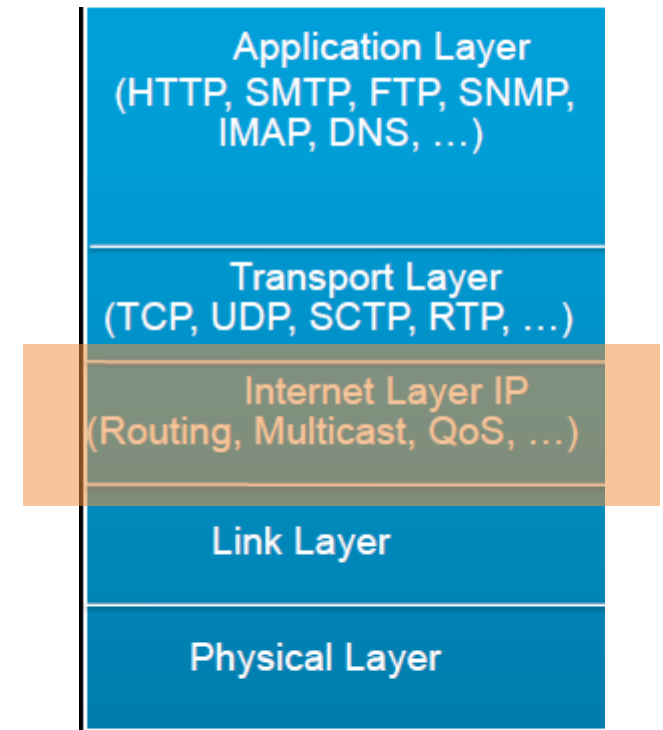 Application Layer
(HTTP, SMTP, FTP, SNMP,
IMAP, DNS, …)
Transport Layer
(TCP, UDP, SCTP, RTP, …)
Internet Layer IP
(Routing, Multicast, QoS, …)
Link Layer
Physical Layer